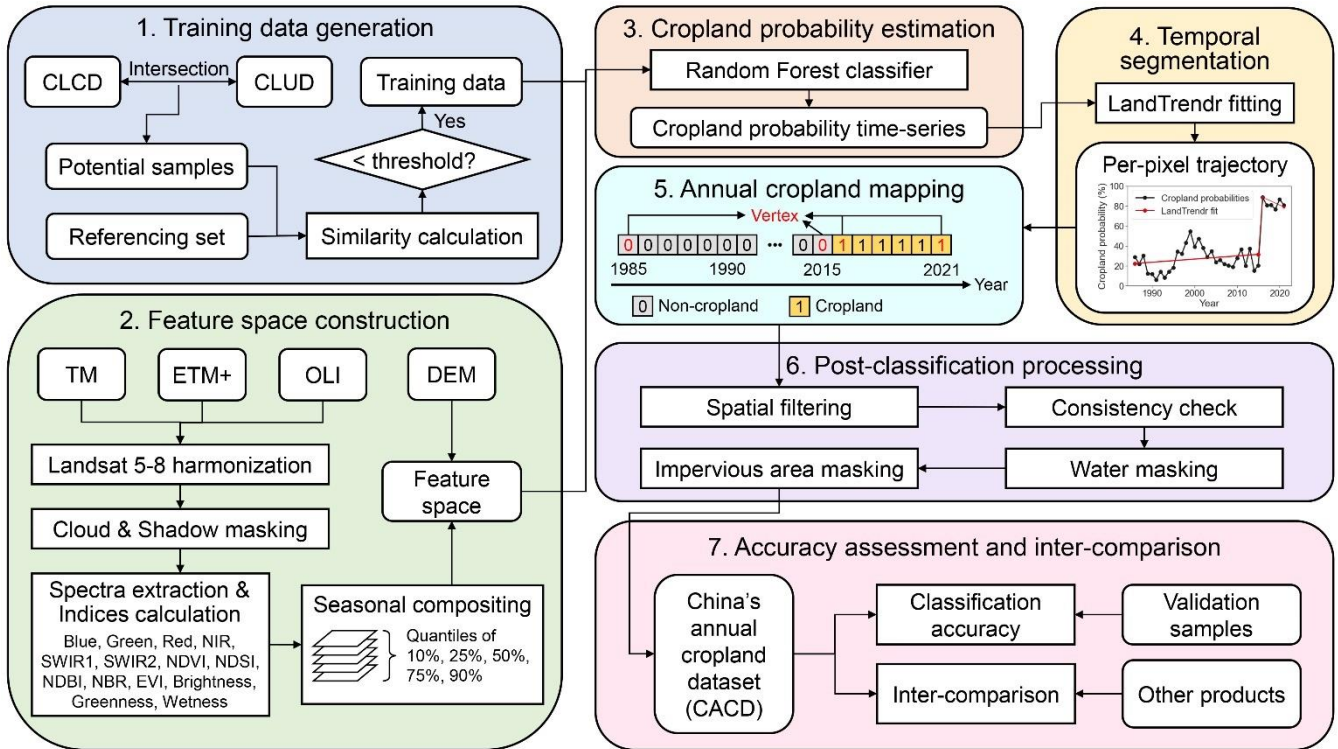 1. Training data generation
CLCD
Intersection
CLUD
Training data
Yes
Potential samples
< threshold?
Referencing set
Similarity calculation
2. Feature space construction
TM
ETM+
OLI
DEM
Landsat 5-8 harmonization
Feature
space
Cloud & Shadow masking
Spectra extraction &
Indices calculation
Blue, Green, Red, NIR,
SWIR1, SWIR2, NDVI, NDSI,
NDBI, NBR, EVI, Brightness,
Greenness, Wetness
Seasonal compositing
Quantiles of
10%, 25%, 50%,
75%, 90%
3. Cropland probability estimation
Random Forest classifier
Cropland probability time-series
4. Temporal
segmentation
LandTrendr fitting
Per-pixel trajectory
Cropland probability (%)
80
60
40
20
0
Cropland probabilities
LandTrendr fit
1990 2000 2010 2020
Year
5. Annual cropland mapping
Vertex
0 0 0 0 0 0 0 ••• 0 0 1 1 1 1 1 1
1985 1990 2015 2021
Year
0 Non-cropland 1 Cropland
6. Post-classification processing
Spatial filtering
Consistency check
Impervious area masking
Water masking
7. Accuracy assessment and inter-comparison
China's
annual
cropland
dataset
(CACD)
Classification
accuracy
Validation
samples
Inter-comparison
Other products